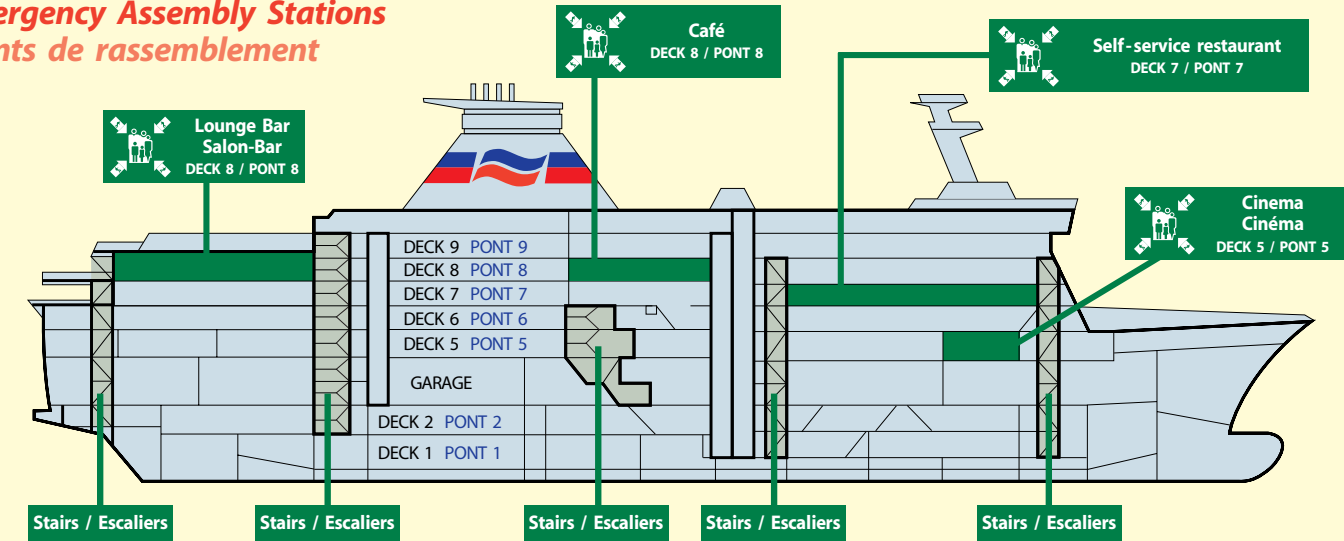 ergency Assembly Stations
nts de rassemblement
Café
DECK 8 / PONT 8
Self-service restaurant
DECK 7 / PONT 7
Lounge Bar
Salon-Bar
DECK 8 / PONT 8
Cinema
Cinéma
DECK 5 / PONT 5
DECK 9 PONT 9
DECK 8 PONT 8
DECK 7 PONT 7
DECK 6 PONT 6
DECK 5 PONT 5
GARAGE
DECK 2 PONT 2
DECK 1 PONT 1
Stairs / Escaliers
Stairs / Escaliers
Stairs / Escaliers
Stairs / Escaliers
Stairs / Escaliers